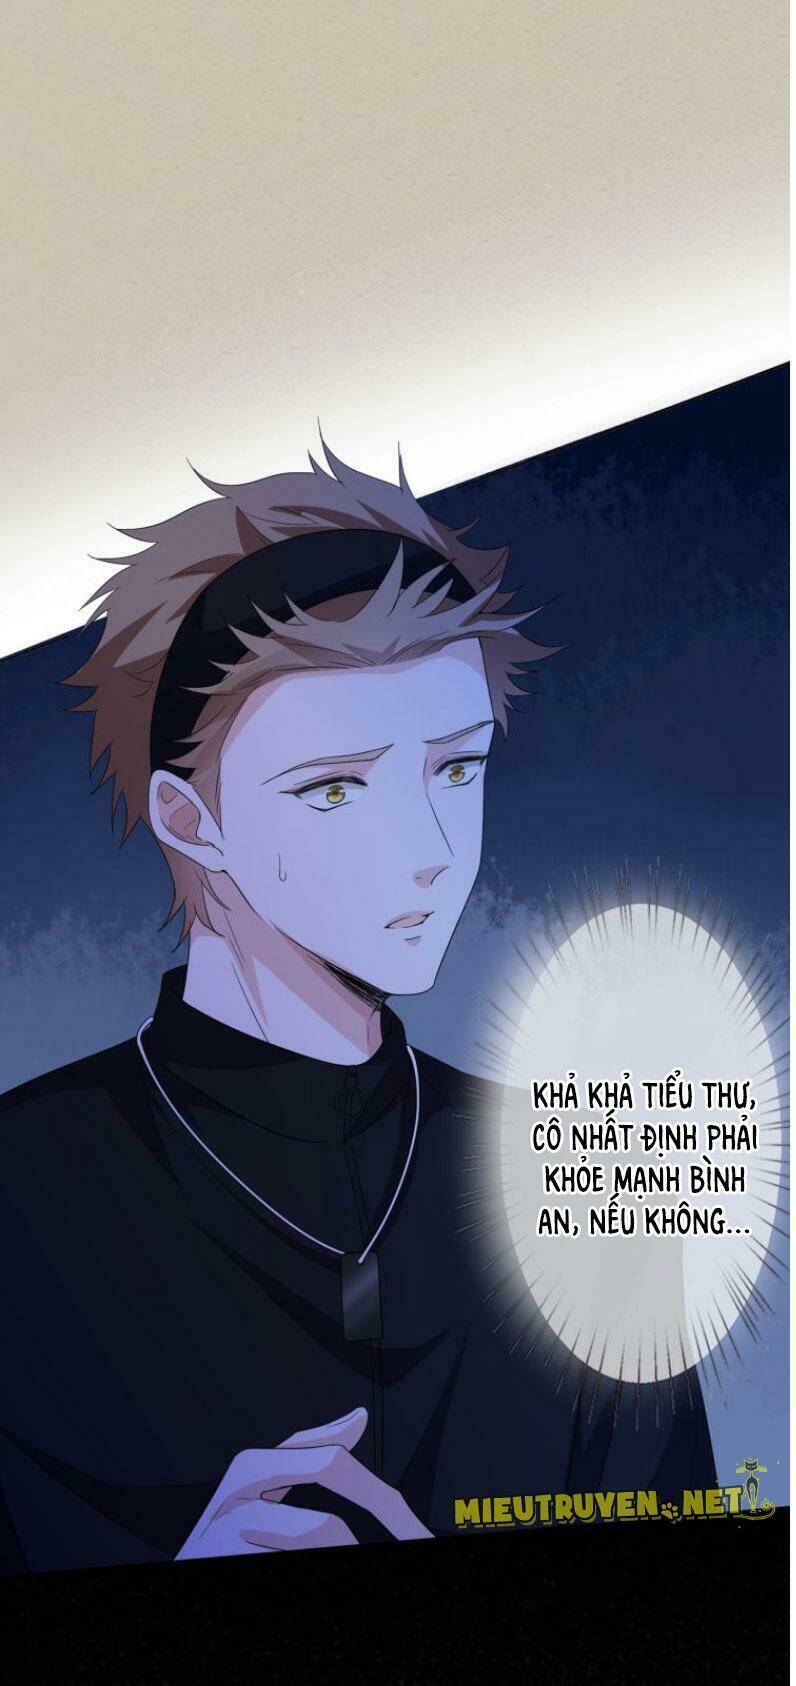 KHẢ KHẢ TIỂU THƯ,
CÔ NHẤT ĐỊNH PHẢI
KHỎE MẠNH BÌNH
AN, NẾU KHÔNG...
MIEUTRUYEN.NET